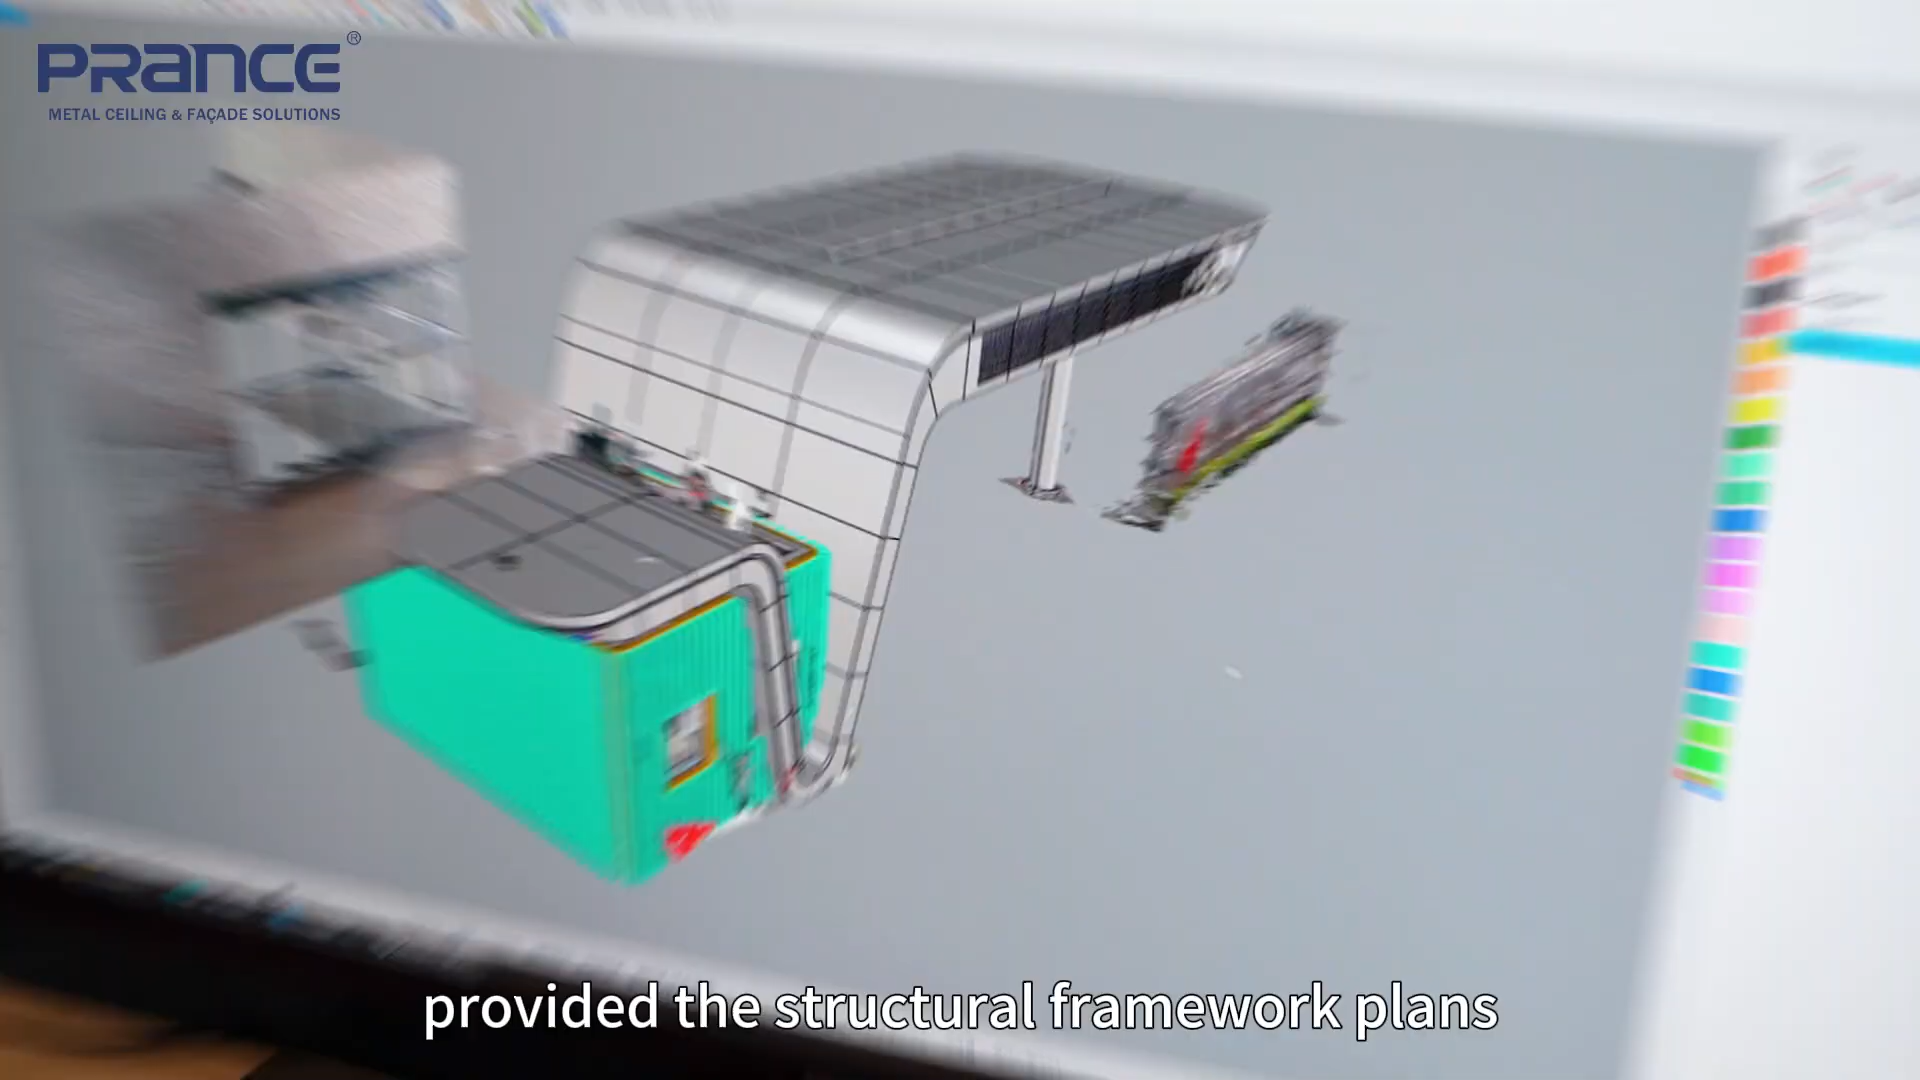 PRANCE®
METAL CEILING & FAÇADE SOLUTIONS
provided the structural framework plans